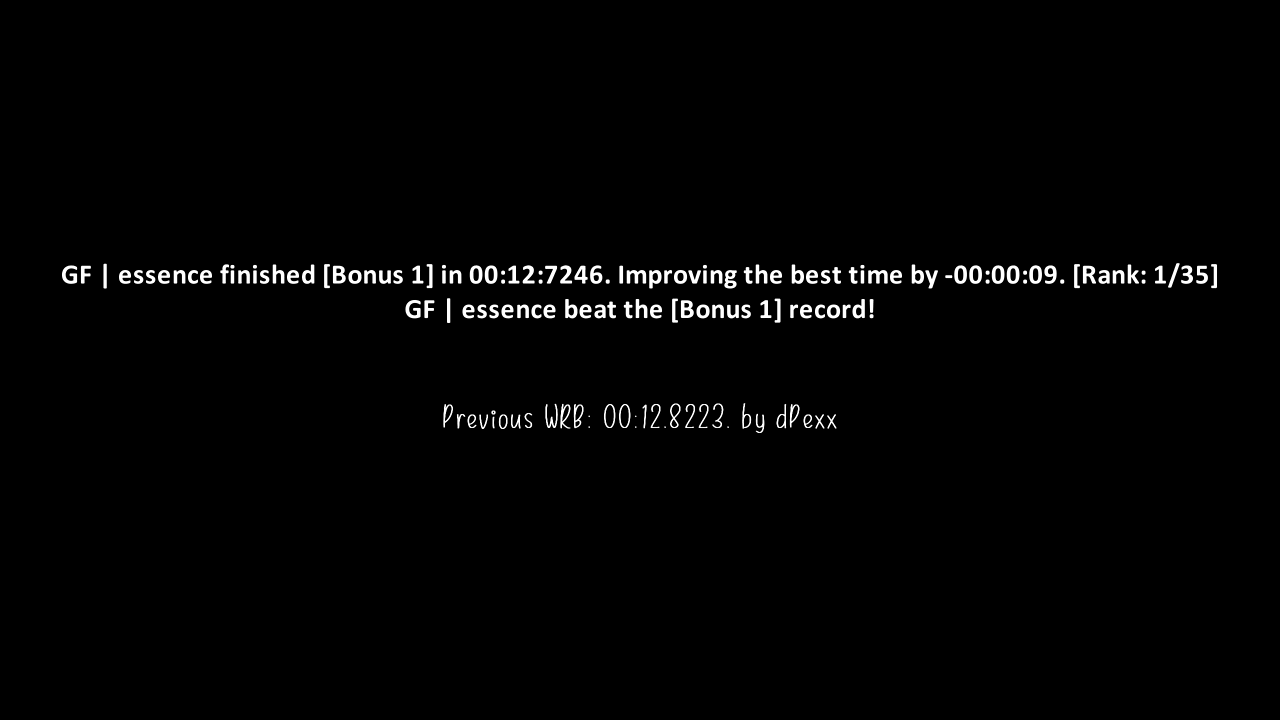 GF | essence finished [Bonus 1] in 00:12:7246. Improving the best time by -00:00:09. [Rank: 1/35]
GF | essence beat the [Bonus 1] record!
Previous WRB: 00:12.8223. by dPexx